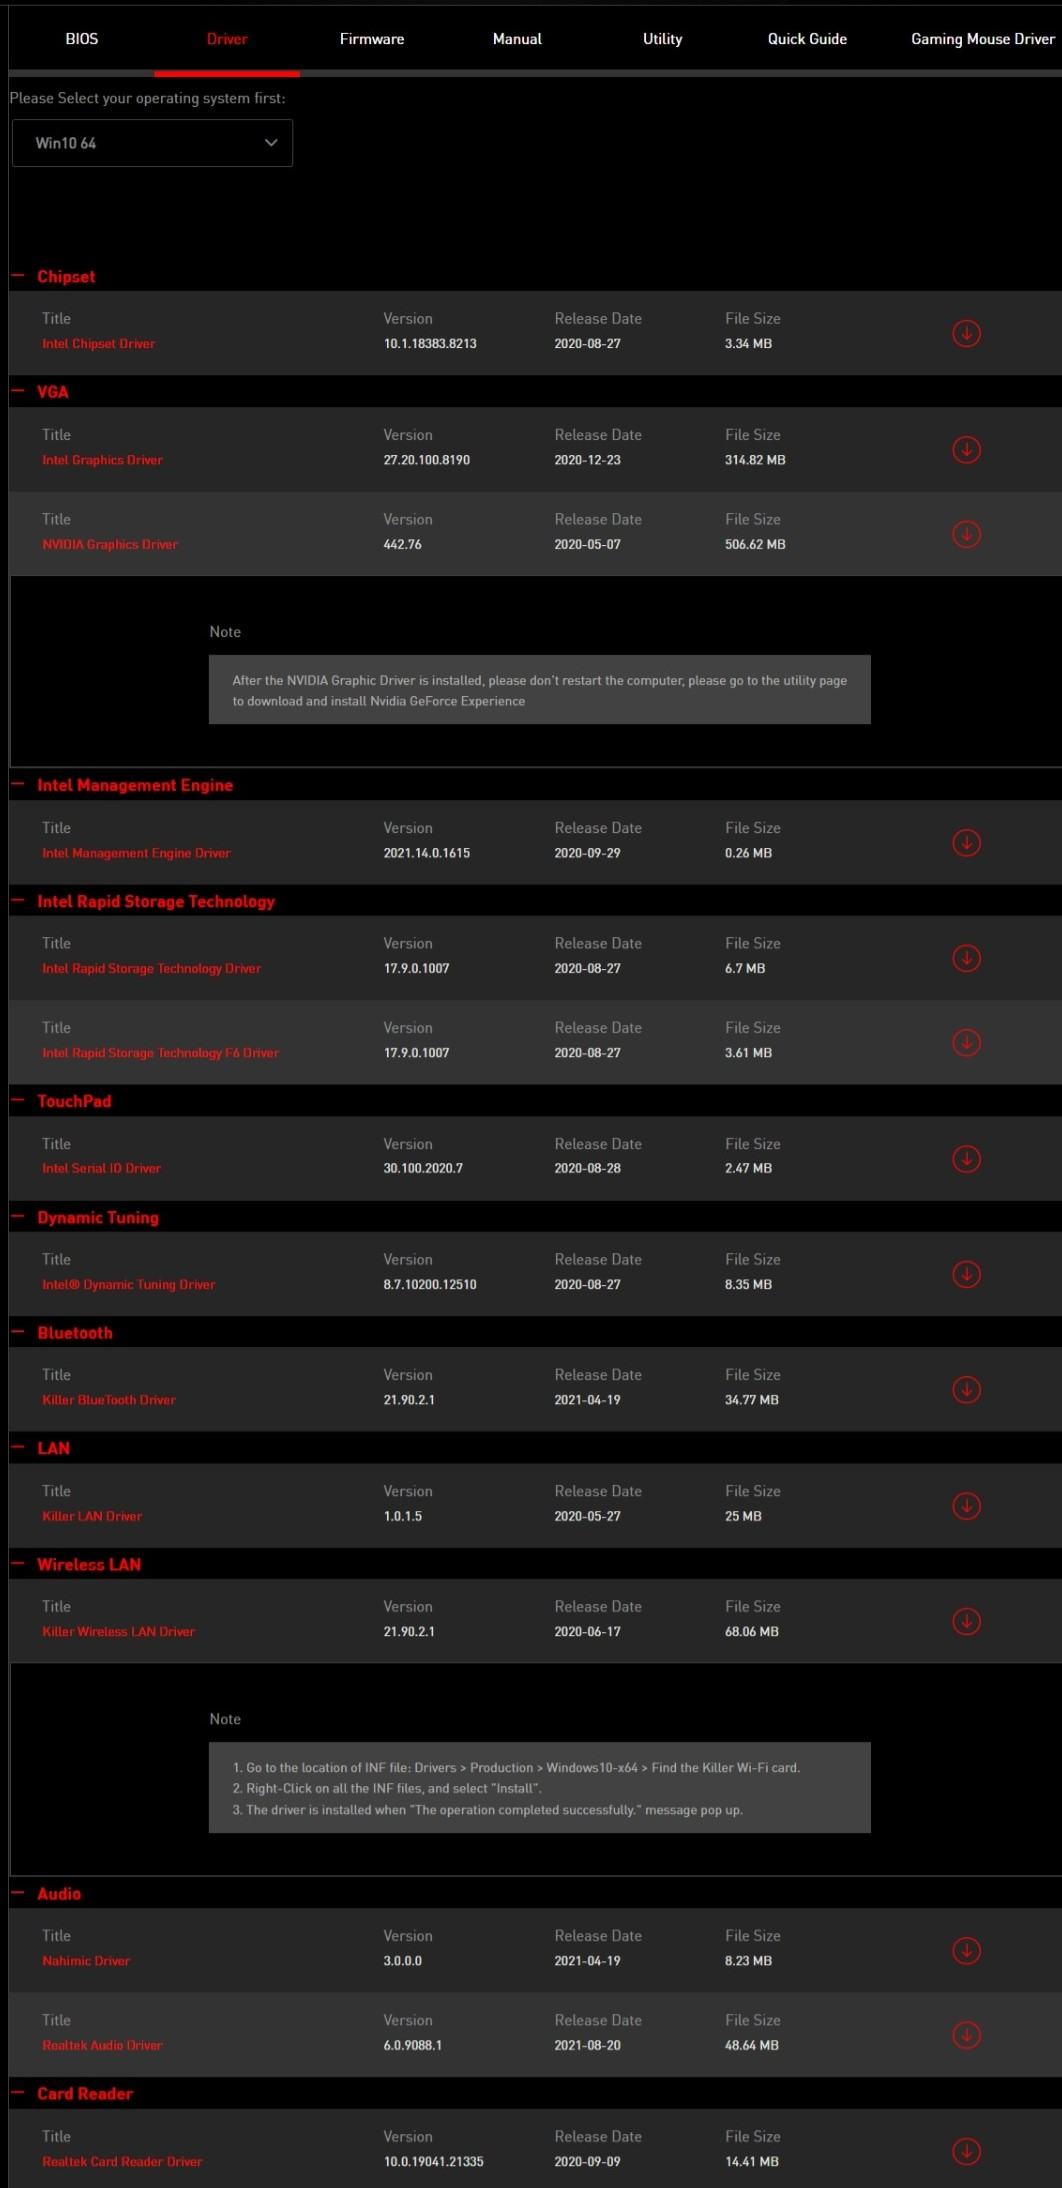 BIOS Driver Firmware Manual Utility Quick Guide Gaming Mouse Driver
Please Select your operating system first:
Win10 64
Chipset
Title Version Release Date File Size
Intel Chipset Driver 10.1.18383.8213 2020-08-27 3.34 MB
VGA
Title Version Release Date File Size
Intel Graphics Driver 27.20.100.8190 2020-12-23 314.82 MB
Title Version Release Date File Size
NVIDIA Graphics Driver 442.76 2020-05-07 506.62 MB
Note
After the NVIDIA Graphic Driver is installed, please don't restart the computer, please go to the utility page
to download and install Nvidia GeForce Experience
Intel Management Engine
Title Version Release Date File Size
Intel Management Engine Driver 2021.14.0.1615 2020-09-29 0.26 MB
Intel Rapid Storage Technology
Title Version Release Date File Size
Intel Rapid Storage Technology Driver 17.9.0.1007 2020-08-27 6.7 MB
Title Version Release Date File Size
Intel Rapid Storage Technology F6 Driver 17.9.0.1007 2020-08-27 3.61 MB
TouchPad
Title Version Release Date File Size
Intel Serial IO Driver 30.100.2020.7 2020-08-28 2.47 MB
Dynamic Tuning
Title Version Release Date File Size
Intel® Dynamic Tuning Driver 8.7.10200.12510 2020-08-27 8.35 MB
Bluetooth
Title Version Release Date File Size
Killer BlueTooth Driver 21.90.2.1 2021-04-19 34.77 MB
LAN
Title Version Release Date File Size
Killer LAN Driver 1.0.1.5 2020-05-27 25 MB
Wireless LAN
Title Version Release Date File Size
Killer Wireless LAN Driver 21.90.2.1 2020-06-17 68.06 MB
Note
1. Go to the location of INF file: Drivers > Production > Windows10-x64 > Find the Killer Wi-Fi card.
2. Right-Click on all the INF files, and select "Install".
3. The driver is installed when "The operation completed successfully." message pop up.
Audio
Title Version Release Date File Size
Nahimic Driver 3.0.0.0 2021-04-19 8.23 MB
Title Version Release Date File Size
Realtek Audio Driver 6.0.9088.1 2021-08-20 48.64 MB
Card Reader
Title Version Release Date File Size
Realtek Card Reader Driver 10.0.19041.21335 2020-09-09 14.41 MB